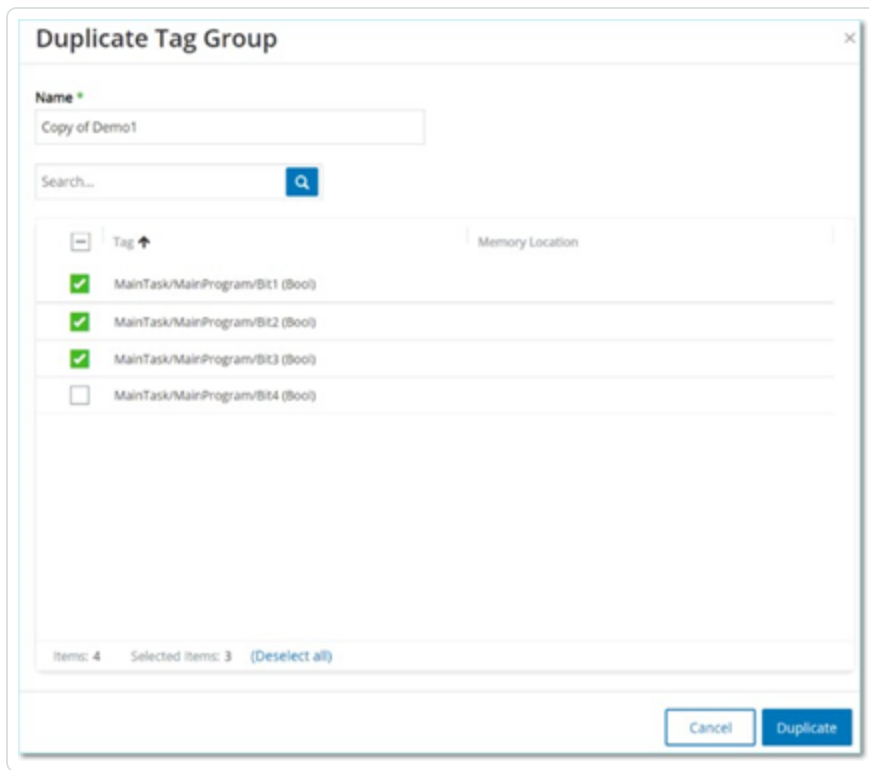 Duplicate Tag Group
Name *
Copy of Demo1
Search...
Tag Memory Location
MainTask/MainProgram/Bit1 (Bool)
MainTask/MainProgram/Bit2 (Bool)
MainTask/MainProgram/Bit3 (Bool)
MainTask/MainProgram/Bit4 (Bool)
Items: 4 Selected Items: 3 (Deselect all)
Cancel Duplicate